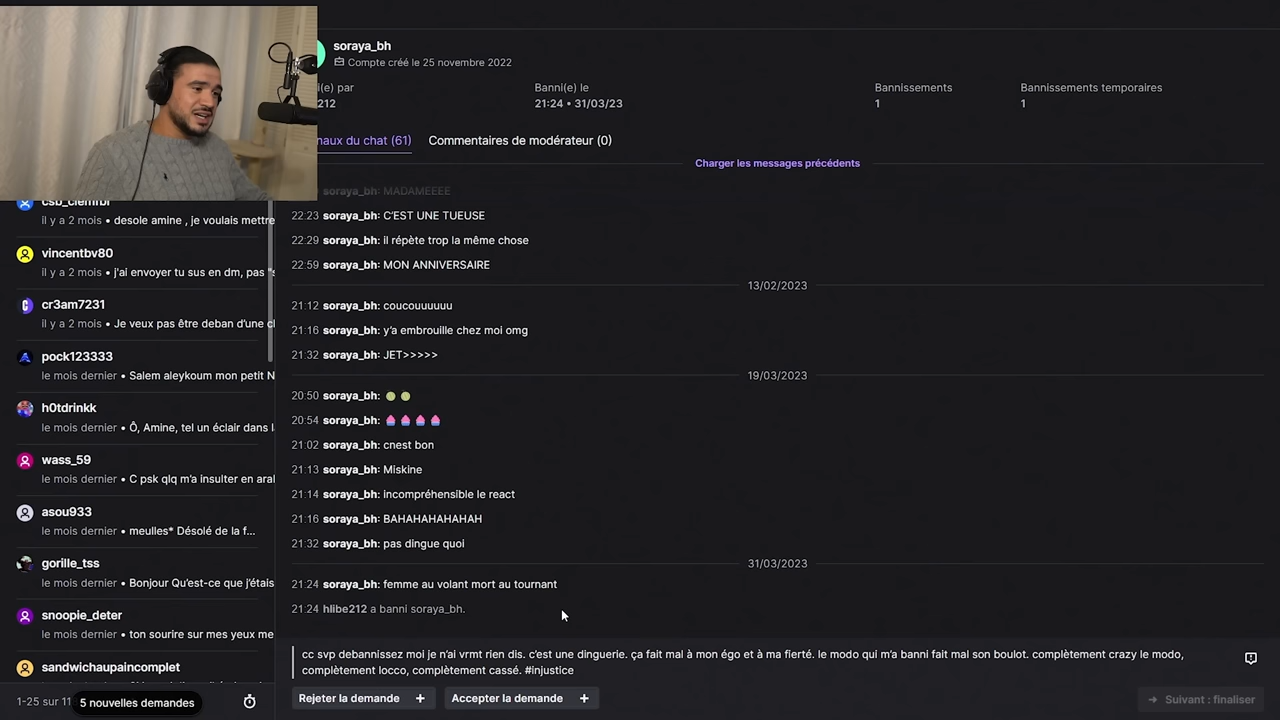 soraya_bh
Compte créé le 25 novembre 2022
par
Banni(e) le
Bannissements
Bannissements temporaires
212
21:24 • 31/03/23
1
1
naux du chat (61)
Commentaires de modérateur (0)
Charger les messages précédents
soraya_bh: MADAMEEEE
22:23 soraya_bh: C'EST UNE TUEUSE
22:29 soraya_bh: il répète trop la même chose
22:59 soraya_bh: MON ANNIVERSAIRE
13/02/2023
21:12 soraya_bh: coucouuuuuu
21:16 soraya_bh: y'a embrouille chez moi omg
21:32 soraya_bh: JET>>>>>
19/03/2023
20:50 soraya_bh:
20:54 soraya_bh:
21:02 soraya_bh: cnest bon
21:13 soraya_bh: Miskine
21:14 soraya_bh: incompréhensible le react
21:16 soraya_bh: BAHAHAHAHAHAH
21:32 soraya_bh: pas dingue quoi
31/03/2023
21:24 soraya_bh: femme au volant mort au tournant
21:24 hlibe212 a banni soraya_bh.
cc svp debannissez moi je n'ai vrmt rien dis. c'est une dinguerie. ça fait mal à mon égo et à ma fierté. le modo qui m'a banni fait mal son boulot. complètement crazy le modo,
complètement locco, complètement cassé. #injustice
Rejeter la demande +
Accepter la demande +
Suivant : finaliser
il y a 2 mois • desole amine , je voulais mettre
vincentbv80
il y a 2 mois • j'ai envoyer tu sus en dm, pas "s
cr3am7231
il y a 2 mois • Je veux pas être deban d'une cl
pock123333
le mois dernier • Salem aleykoum mon petit N
h0tdrinkk
le mois dernier • Ô, Amine, tel un éclair dans l
wass_59
le mois dernier • C psk qlq m'a insulter en aral
asou933
le mois dernier • meulles* Désolé de la f...
gorille_tss
le mois dernier • Bonjour Qu'est-ce que j'étais
snoopie_deter
le mois dernier • ton sourire sur mes yeux me
sandwichaupaincomplet
1-25 sur 11
5 nouvelles demandes